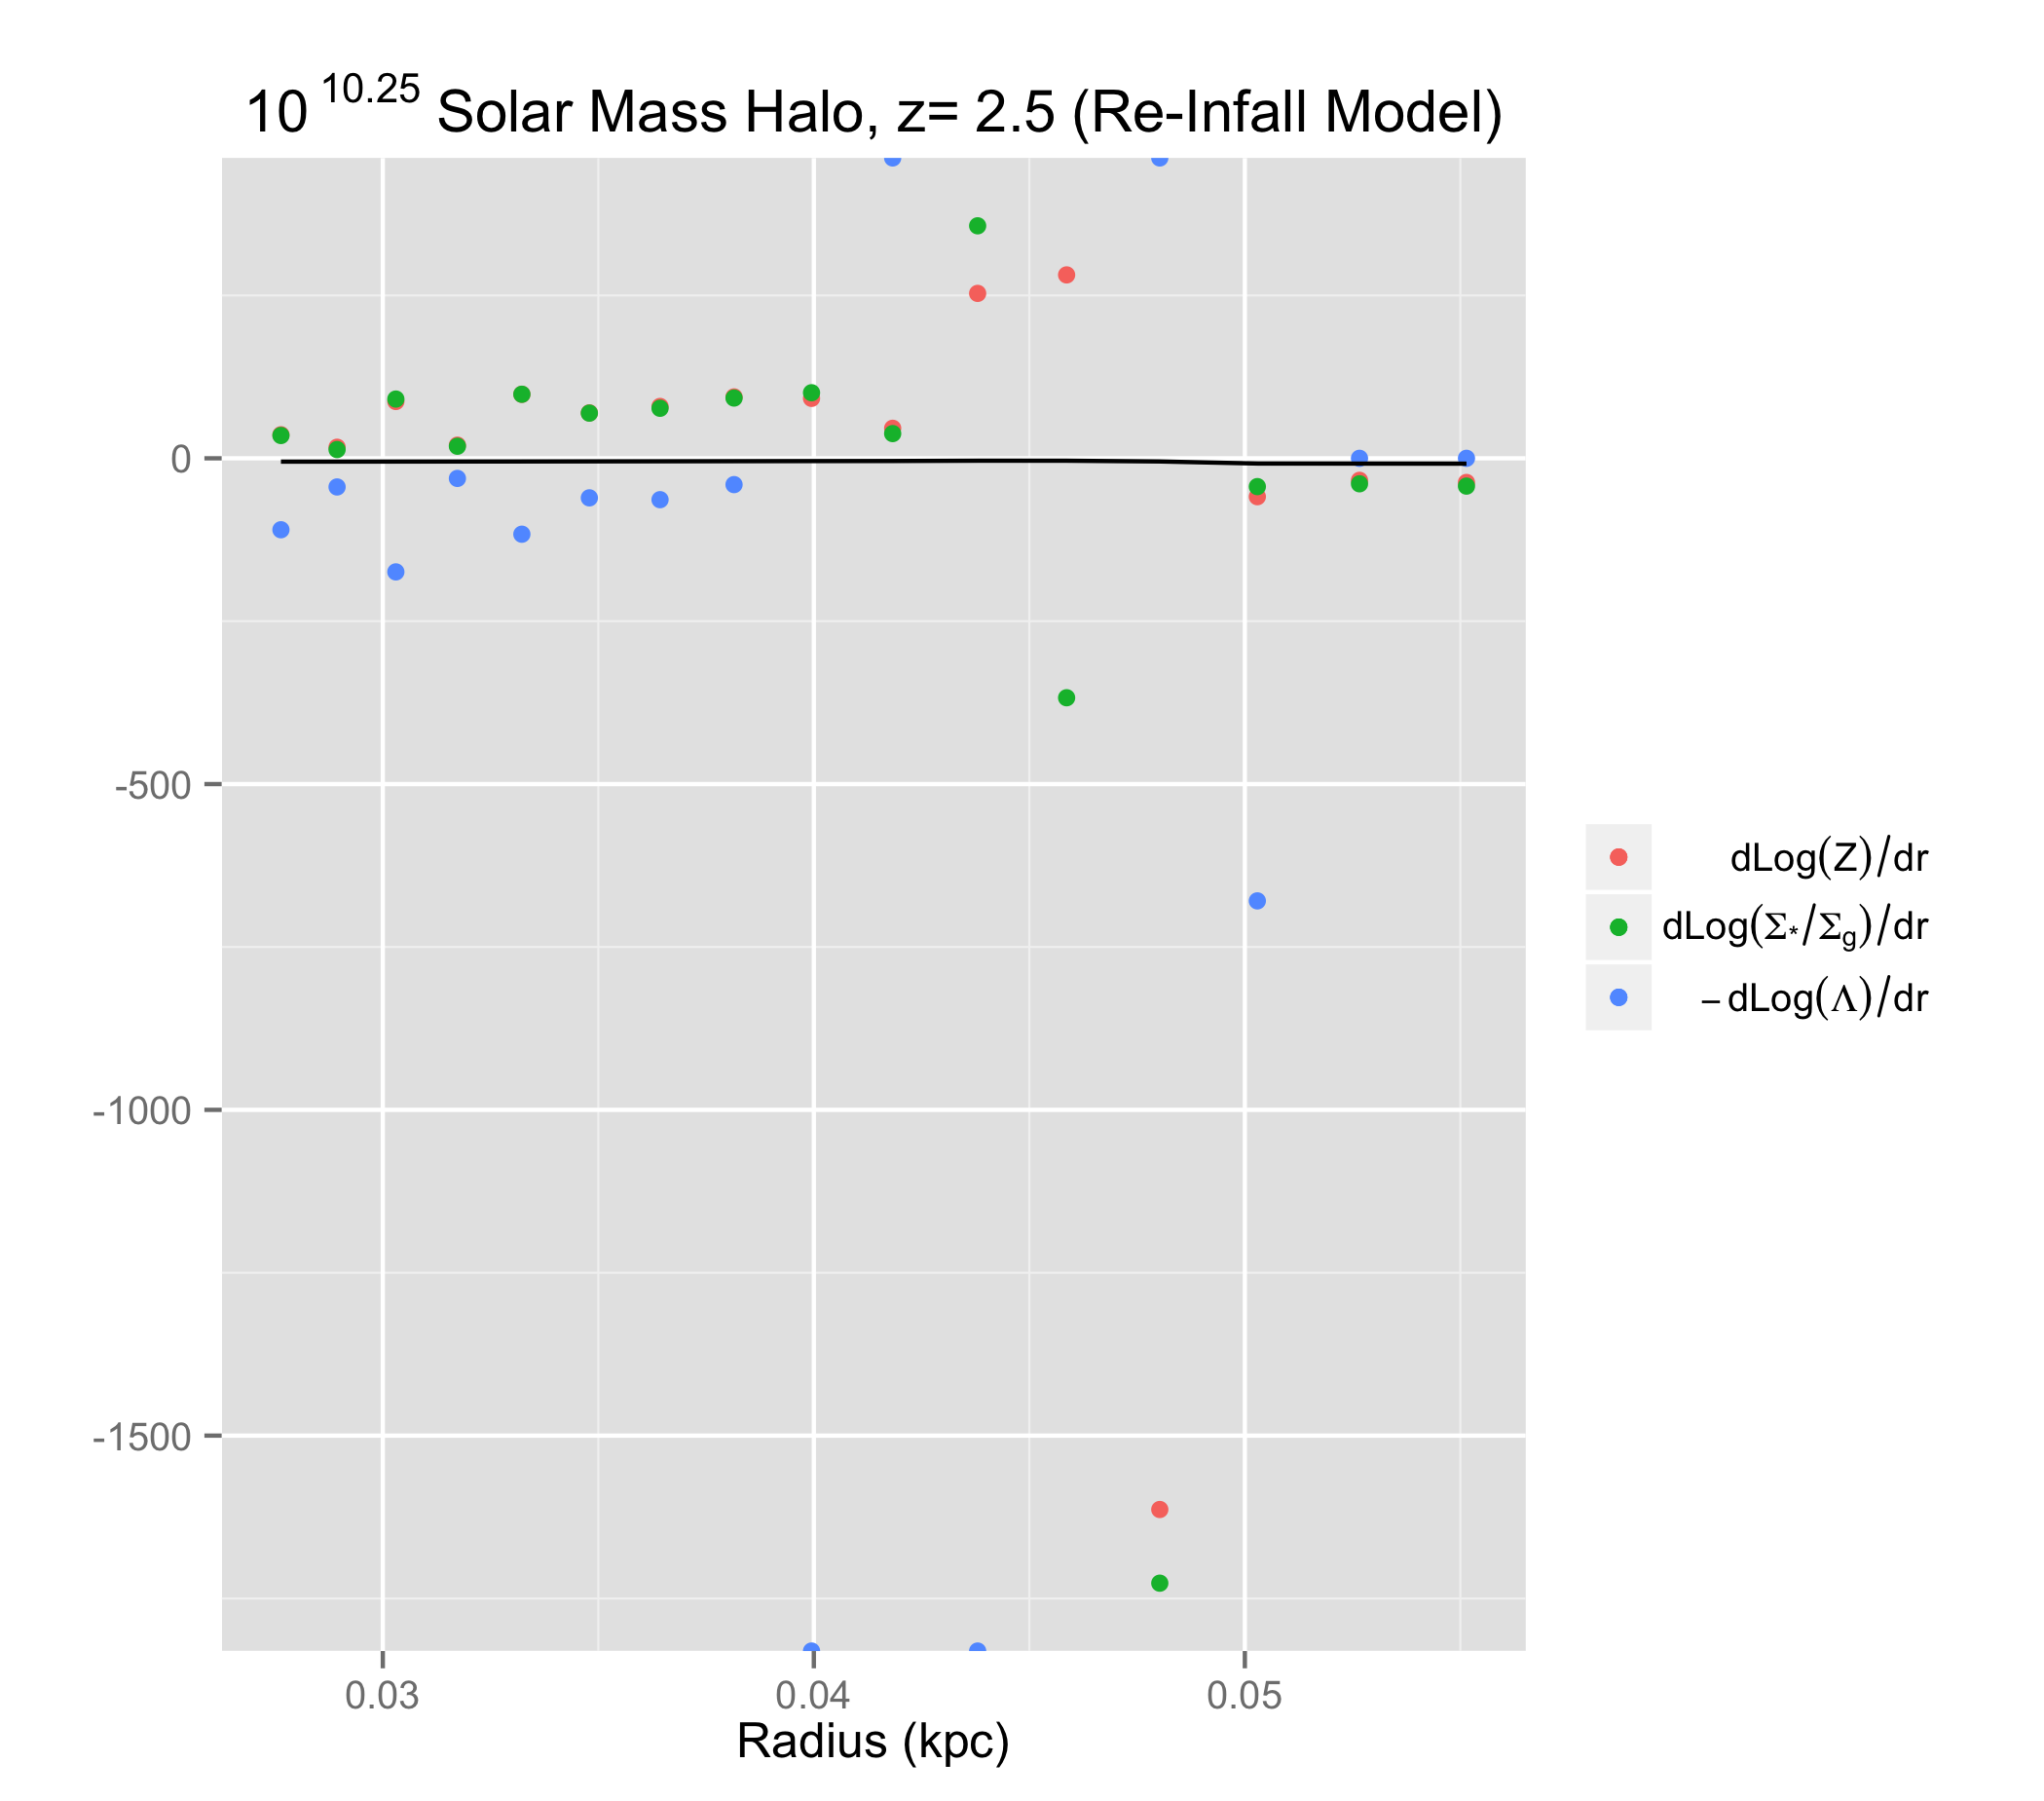 10^10.25 Solar Mass Halo, z= 2.5 (Re-Infall Model)
0
-500
-1000
-1500
0.03 0.04 0.05
Radius (kpc)
dLog(Z)/dr
dLog(Σ*/Σg)/dr
−dLog(Λ)/dr